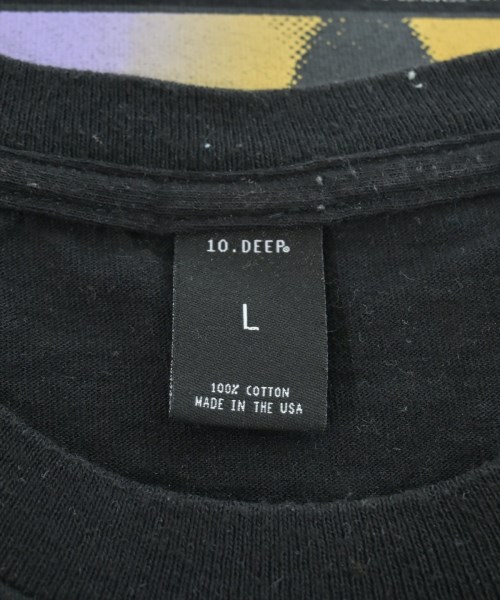 10.DEEP®
L
100% COTTON
MADE IN THE USA